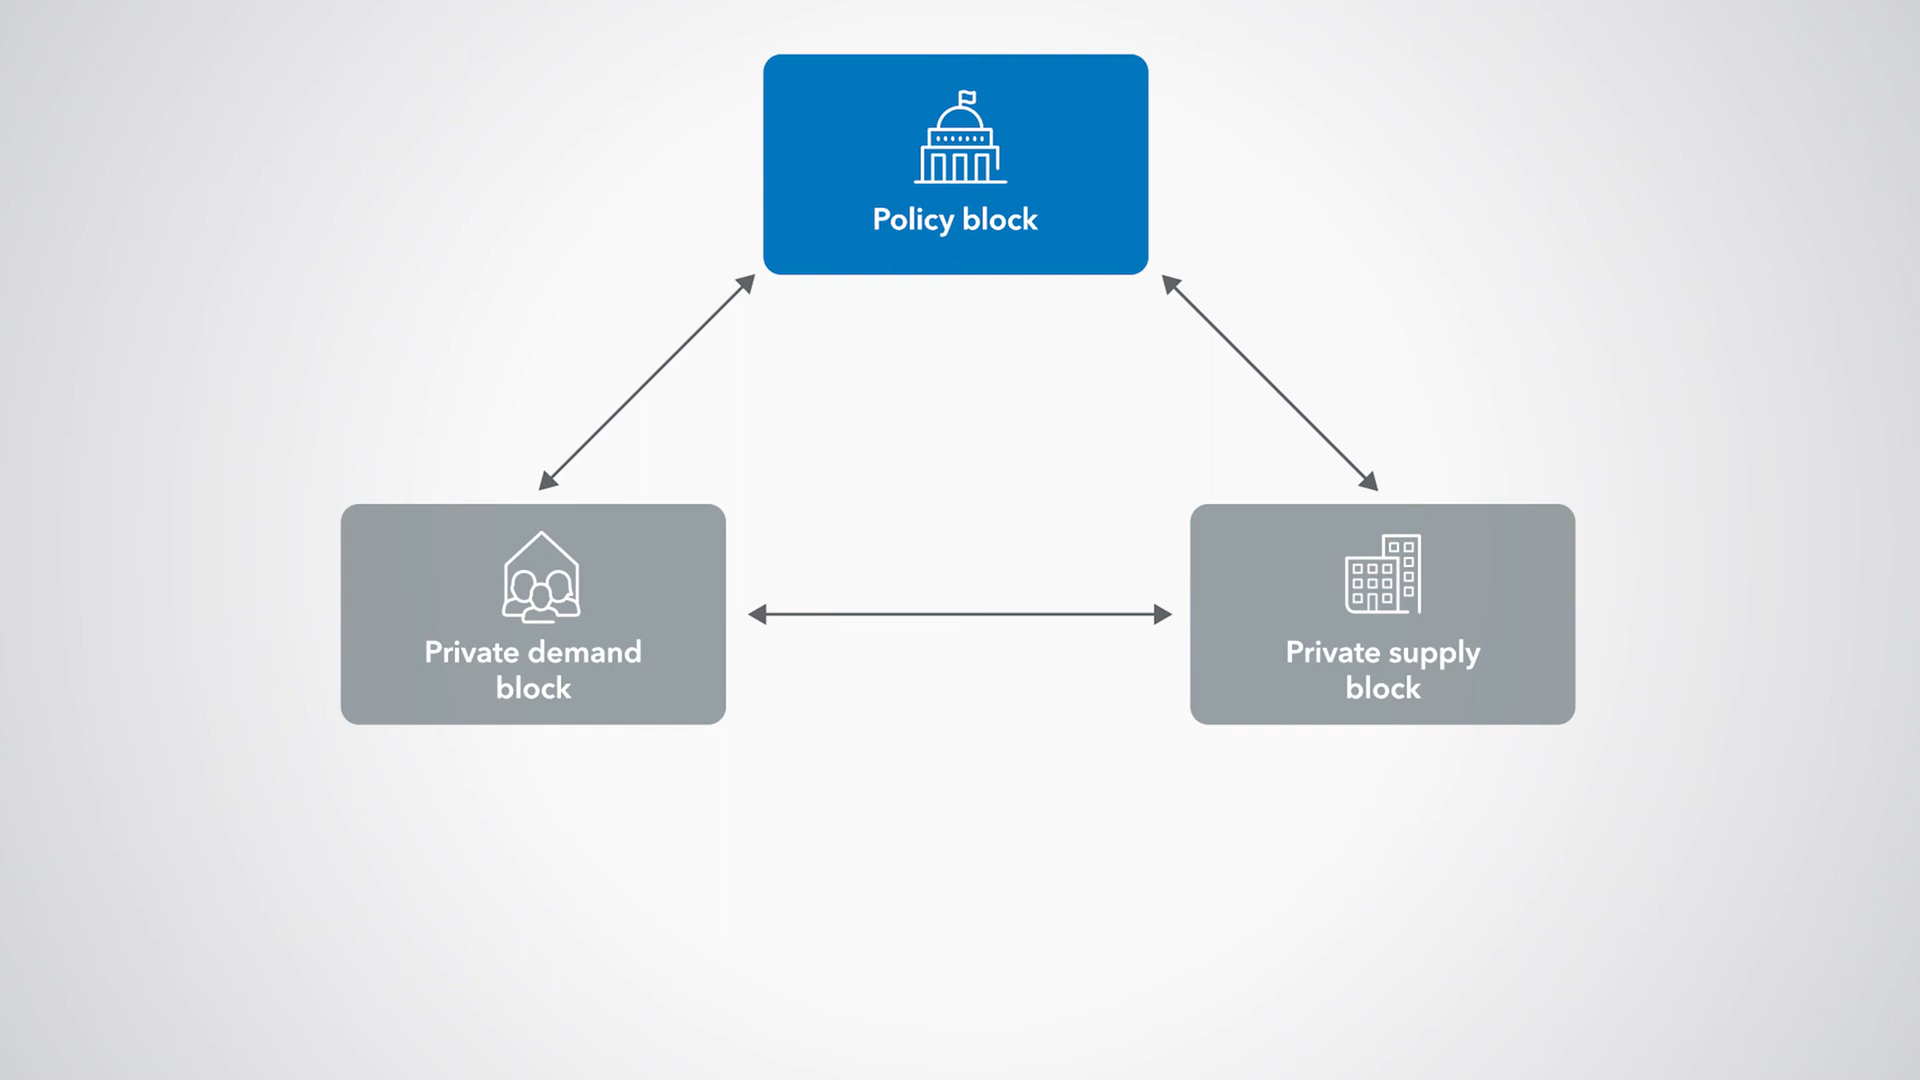 Policy block
Private demand
block
Private supply
block